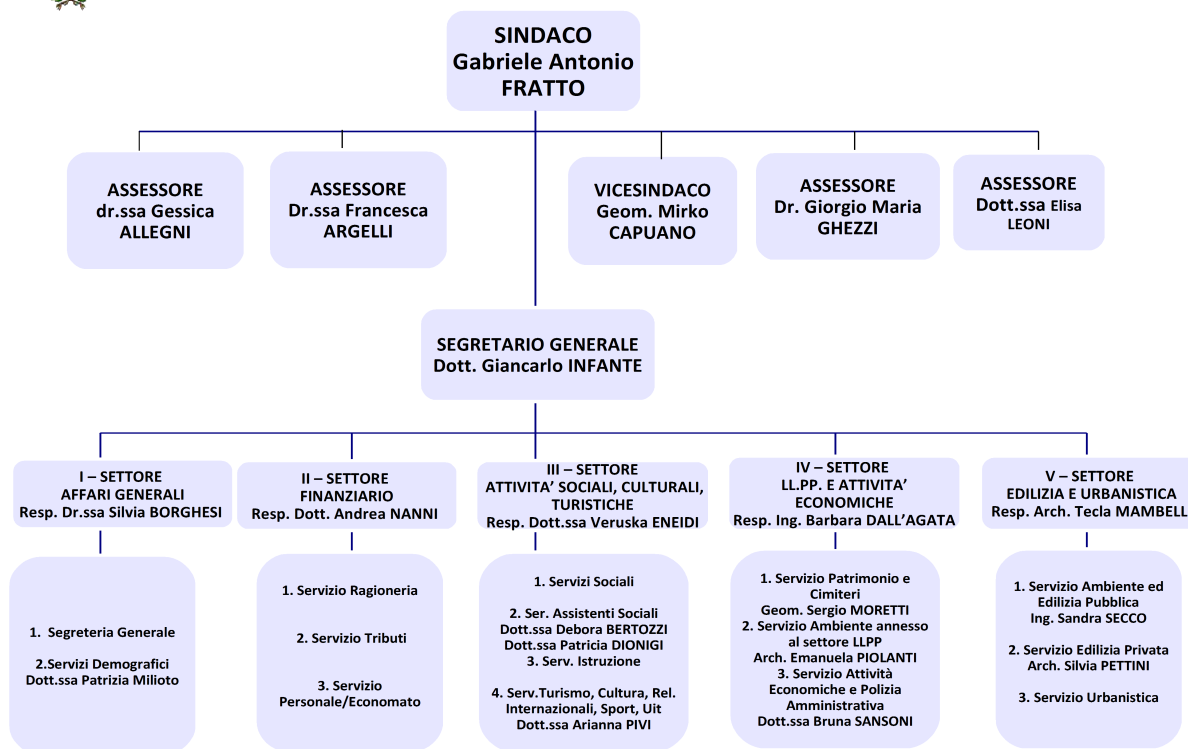 SINDACO
Gabriele Antonio
FRATTO
ASSESSORE
dr.ssa Gessica
ALLEGNI
ASSESSORE
Dr.ssa Francesca
ARGELLI
VICESINDACO
Geom. Mirko
CAPUANO
ASSESSORE
Dr. Giorgio Maria
GHEZZI
ASSESSORE
Dott.ssa Elisa
LEONI
SEGRETARIO GENERALE
Dott. Giancarlo INFANTE
I – SETTORE
AFFARI GENERALI
Resp. Dr.ssa Silvia BORGHESI
II – SETTORE
FINANZIARIO
Resp. Dott. Andrea NANNI
III – SETTORE
ATTIVITA’ SOCIALI, CULTURALI,
TURISTICHE
Resp. Dott.ssa Veruska ENEIDI
IV – SETTORE
LL.PP. E ATTIVITA’
ECONOMICHE
Resp. Ing. Barbara DALL’AGATA
V – SETTORE
EDILIZIA E URBANISTICA
Resp. Arch. Tecla MAMBELL
1. Segreteria Generale
2.Servizi Demografici
Dott.ssa Patrizia Milioto
1. Servizio Ragioneria
2. Servizio Tributi
3. Servizio
Personale/Economato
1. Servizi Sociali
2. Ser. Assistenti Sociali
Dott.ssa Debora BERTOZZI
Dott.ssa Patricia DIONIGI
3. Serv. Istruzione
4. Serv.Turismo, Cultura, Rel.
Internazionali, Sport, Uit
Dott.ssa Arianna PIVI
1. Servizio Patrimonio e
Cimiteri
Geom. Sergio MORETTI
2. Servizio Ambiente annesso
al settore LLPP
Arch. Emanuela PIOLANTI
3. Servizio Attività
Economiche e Polizia
Amministrativa
Dott.ssa Bruna SANSONI
1. Servizio Ambiente ed
Edilizia Pubblica
Ing. Sandra SECCO
2. Servizio Edilizia Privata
Arch. Silvia PETTINI
3. Servizio Urbanistica